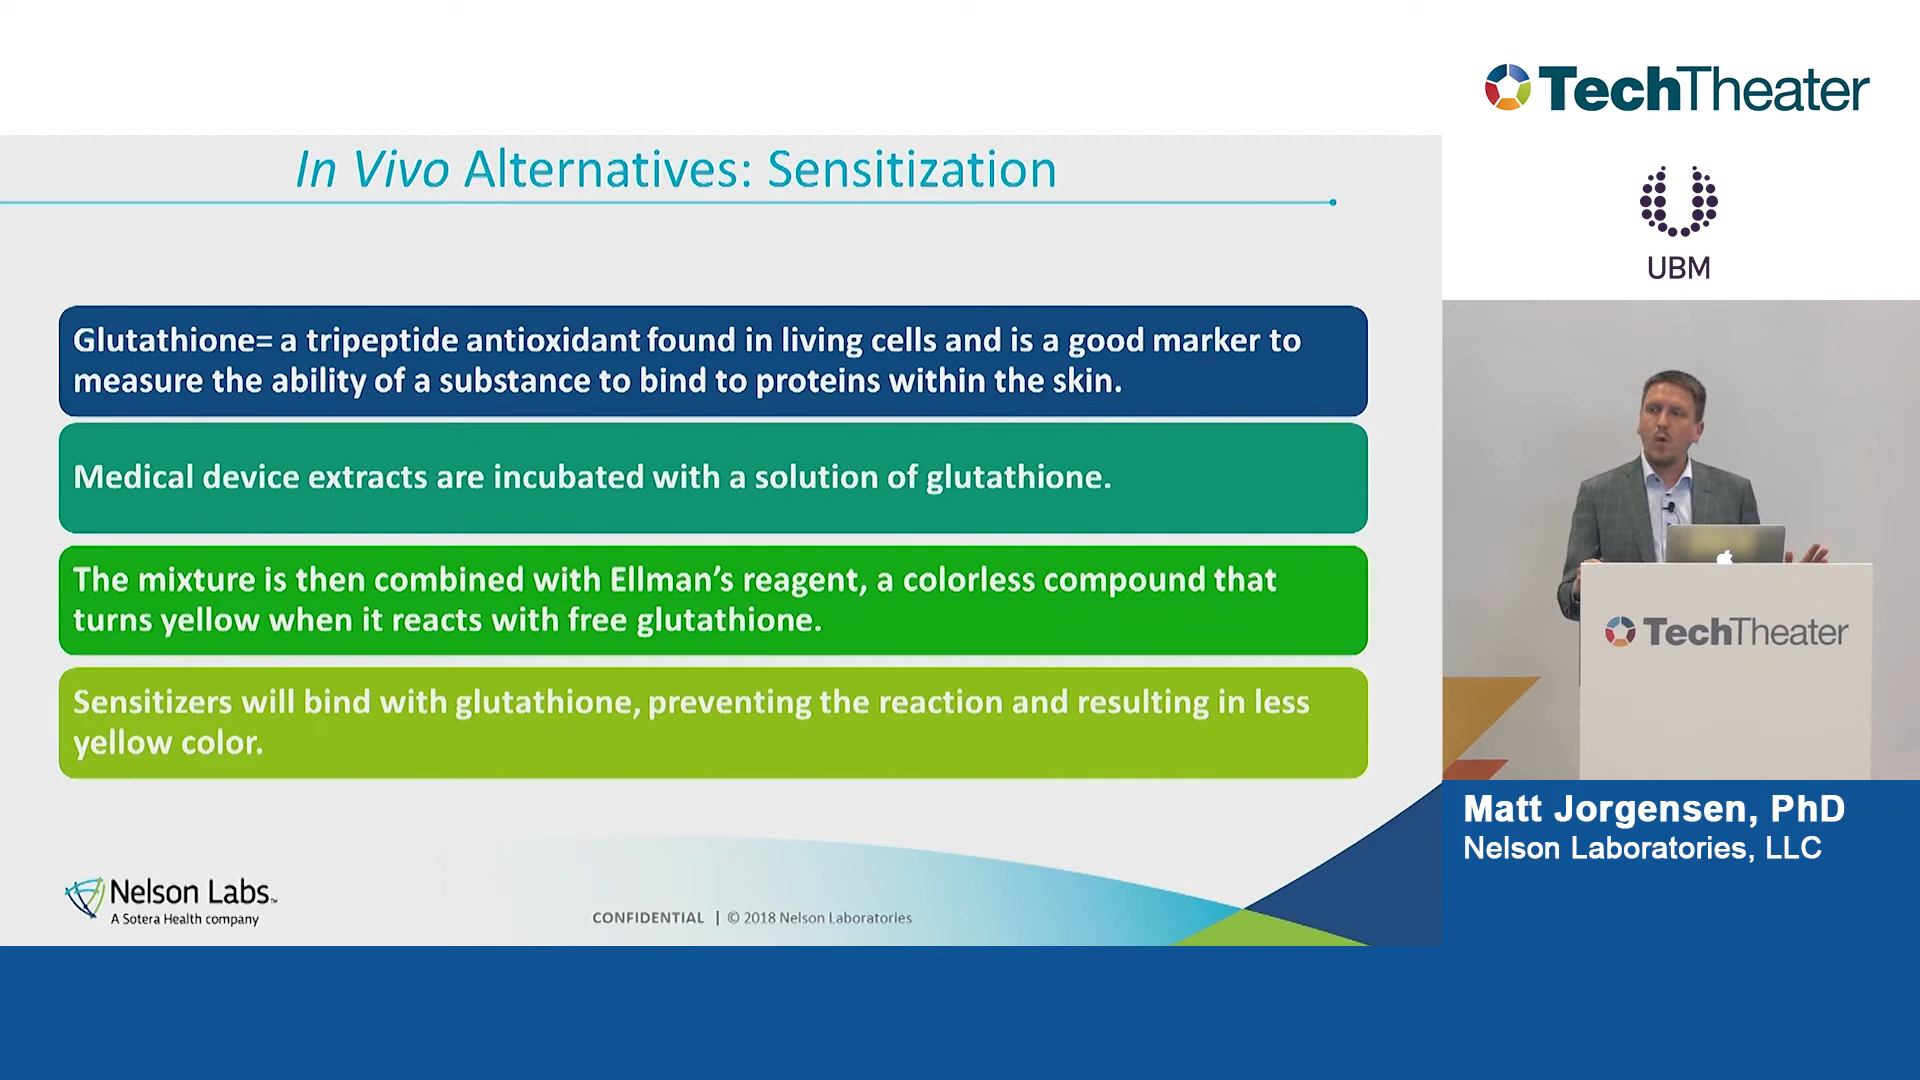 TechTheater
UBM
In Vivo Alternatives: Sensitization
Glutathione= a tripeptide antioxidant found in living cells and is a good marker to
measure the ability of a substance to bind to proteins within the skin.
Medical device extracts are incubated with a solution of glutathione.
The mixture is then combined with Ellman’s reagent, a colorless compound that
turns yellow when it reacts with free glutathione.
Sensitizers will bind with glutathione, preventing the reaction and resulting in less
yellow color.
Nelson Labs™
A Sotera Health company
CONFIDENTIAL | © 2018 Nelson Laboratories
TechTheater
Matt Jorgensen, PhD
Nelson Laboratories, LLC